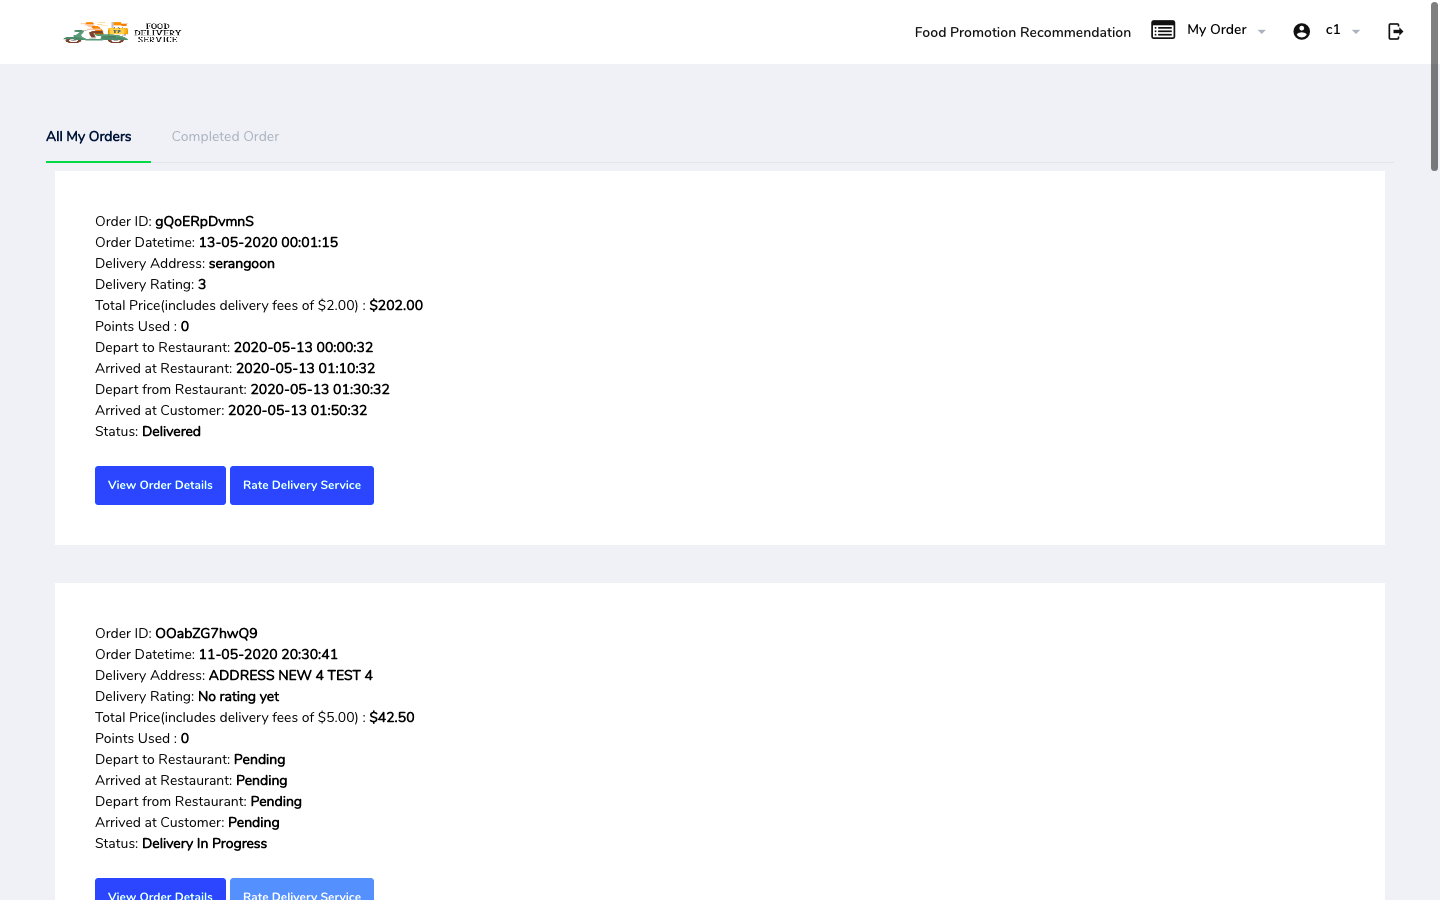 FOOD
DELIVERY
SERVICE
Food Promotion Recommendation
My Order
c1
All My Orders
Completed Order
Order ID: gQoERpDvmnS
Order Datetime: 13-05-2020 00:01:15
Delivery Address: serangoon
Delivery Rating: 3
Total Price(includes delivery fees of $2.00) : $202.00
Points Used : 0
Depart to Restaurant: 2020-05-13 00:00:32
Arrived at Restaurant: 2020-05-13 01:10:32
Depart from Restaurant: 2020-05-13 01:30:32
Arrived at Customer: 2020-05-13 01:50:32
Status: Delivered
View Order Details
Rate Delivery Service
Order ID: OOabZG7hwQ9
Order Datetime: 11-05-2020 20:30:41
Delivery Address: ADDRESS NEW 4 TEST 4
Delivery Rating: No rating yet
Total Price(includes delivery fees of $5.00) : $42.50
Points Used : 0
Depart to Restaurant: Pending
Arrived at Restaurant: Pending
Depart from Restaurant: Pending
Arrived at Customer: Pending
Status: Delivery In Progress
View Order Details
Rate Delivery Service